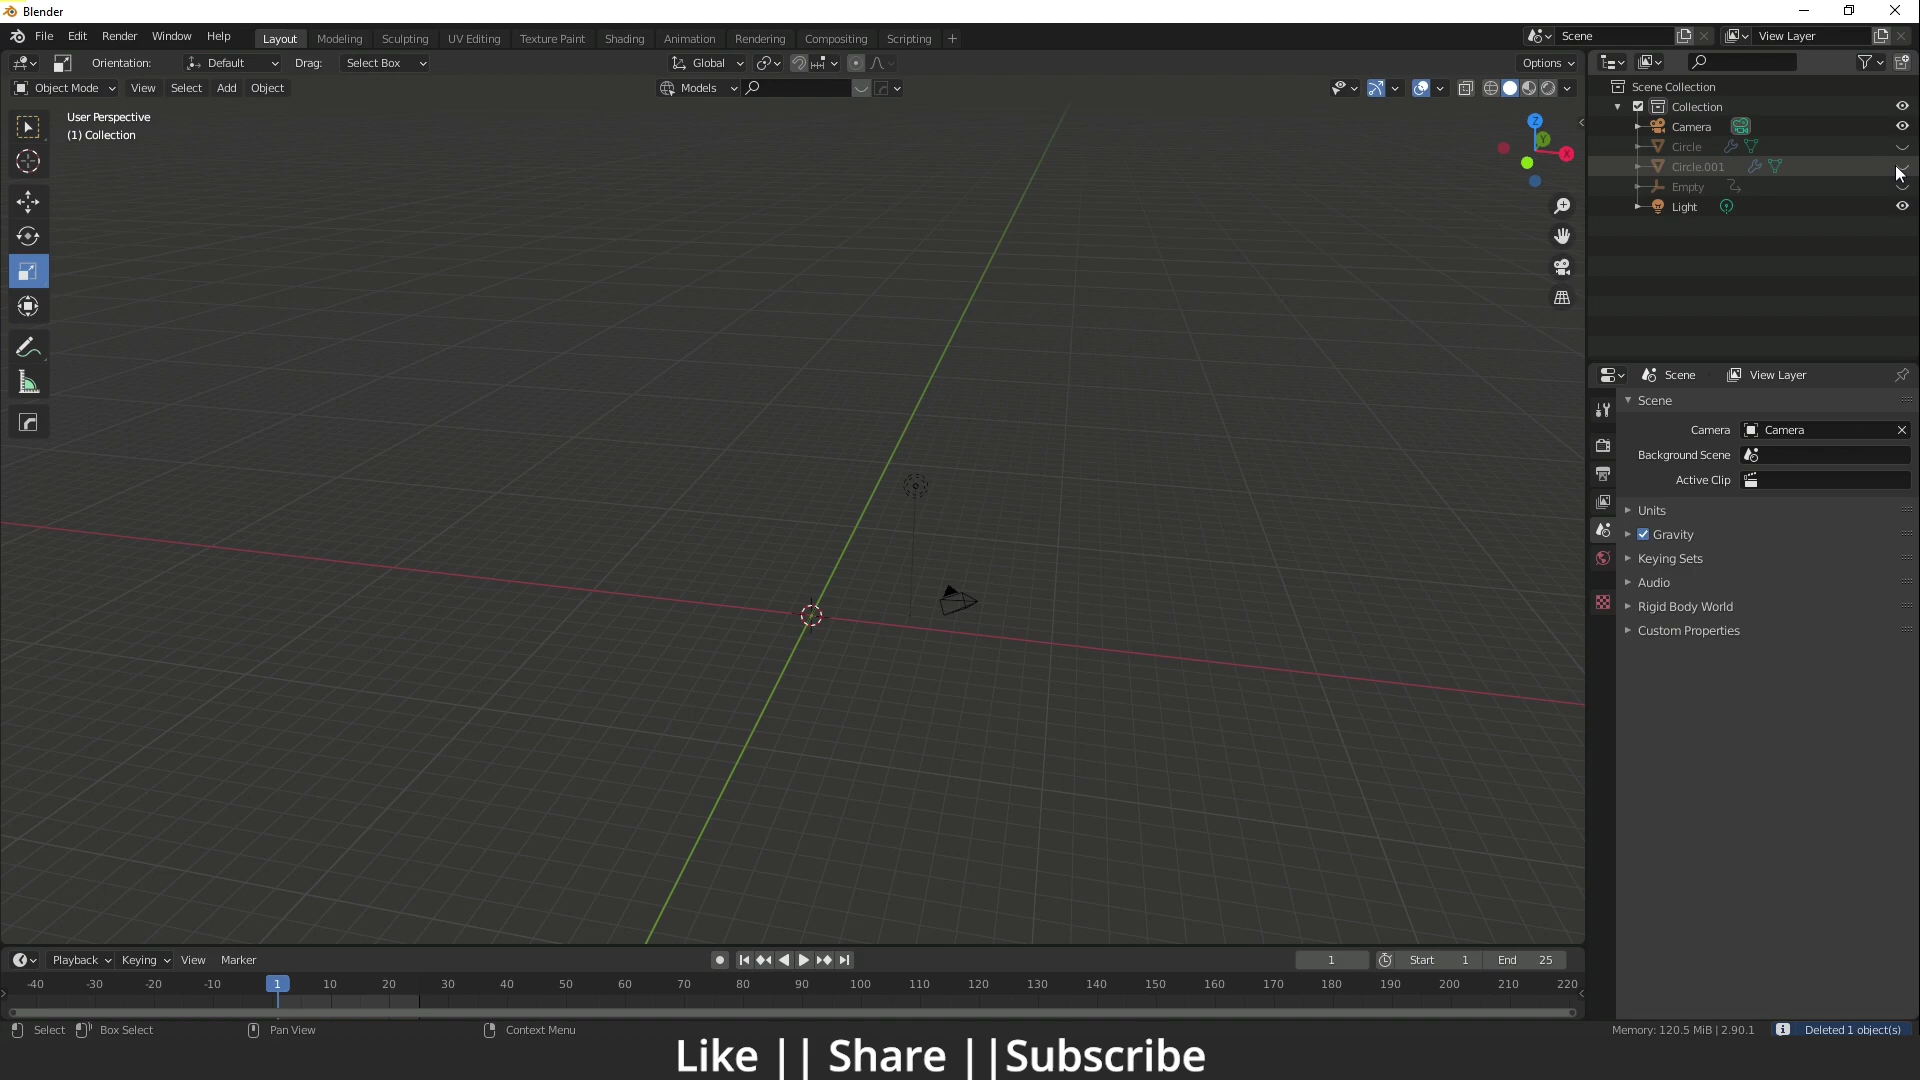 Blender
File Edit Render Window Help Layout Modeling Sculpting UV Editing Texture Paint Shading Animation Rendering Compositing Scripting + Scene View Layer
Orientation: Default Drag: Select Box Global Options
Object Mode View Select Add Object Models
User Perspective
(1) Collection
Z
Y
X
Scene Collection
Collection
Camera
Circle
Circle.001
Empty
Light
Scene View Layer
Scene
Camera Camera
Background Scene
Active Clip
Units
Gravity
Keying Sets
Audio
Rigid Body World
Custom Properties
Playback Keying View Marker 1 Start 1 End 25
-40 -30 -20 -10 1 10 20 30 40 50 60 70 80 90 100 110 120 130 140 150 160 170 180 190 200 210 220
Select Box Select Pan View Context Menu Memory: 120.5 MiB | 2.90.1 Deleted 1 object(s)
Like || Share ||Subscribe